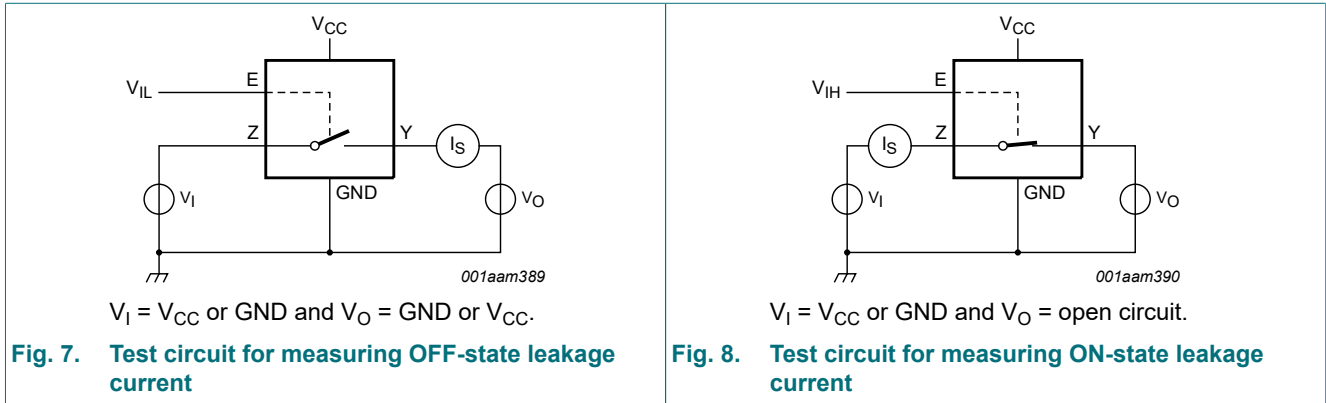 VCC
VIL
E
Z
Y
IS
VI
GND
VO
001aam389
VI = VCC or GND and VO = GND or VCC.
Fig. 7. Test circuit for measuring OFF-state leakage
current
VCC
VIH
E
IS
Z
Y
VI
GND
VO
001aam390
VI = VCC or GND and VO = open circuit.
Fig. 8. Test circuit for measuring ON-state leakage
current